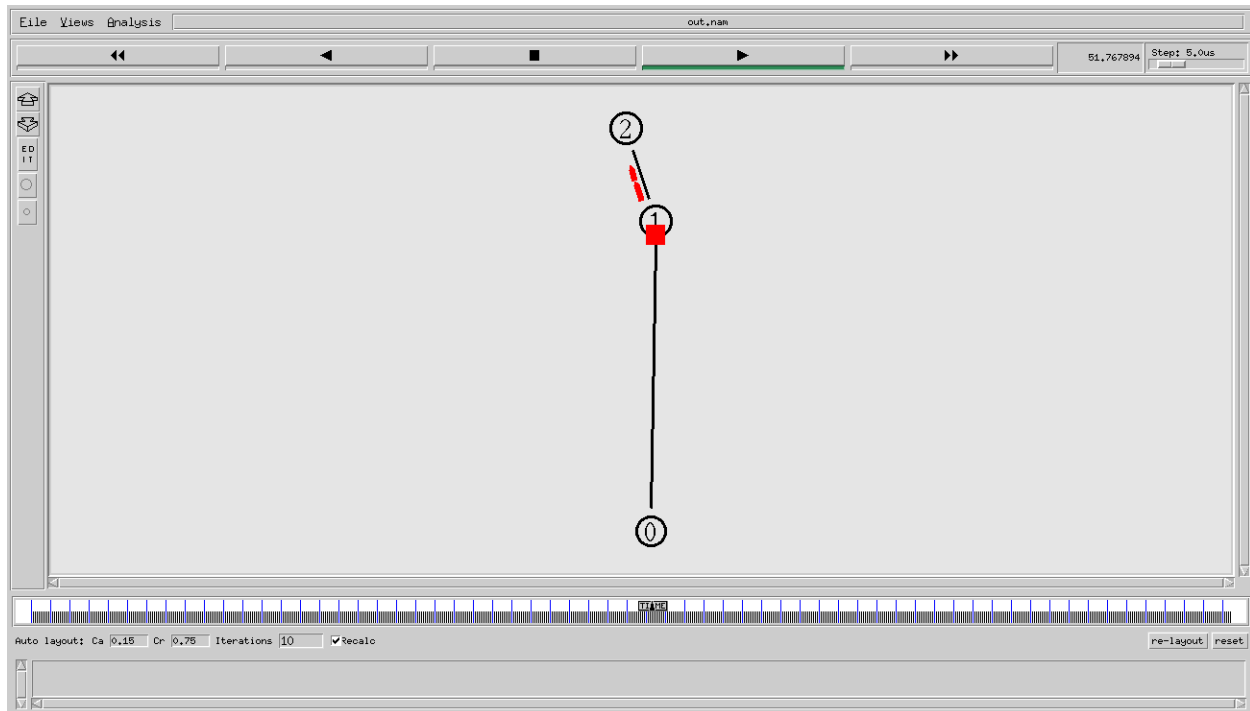 File Views Analysis out.nam
51.767894 Step: 5.0us
2
ED
IT
1
0
TIME
Auto layout: Ca 0.15 Cr 0.75 Iterations 10 Recalc re-layout reset